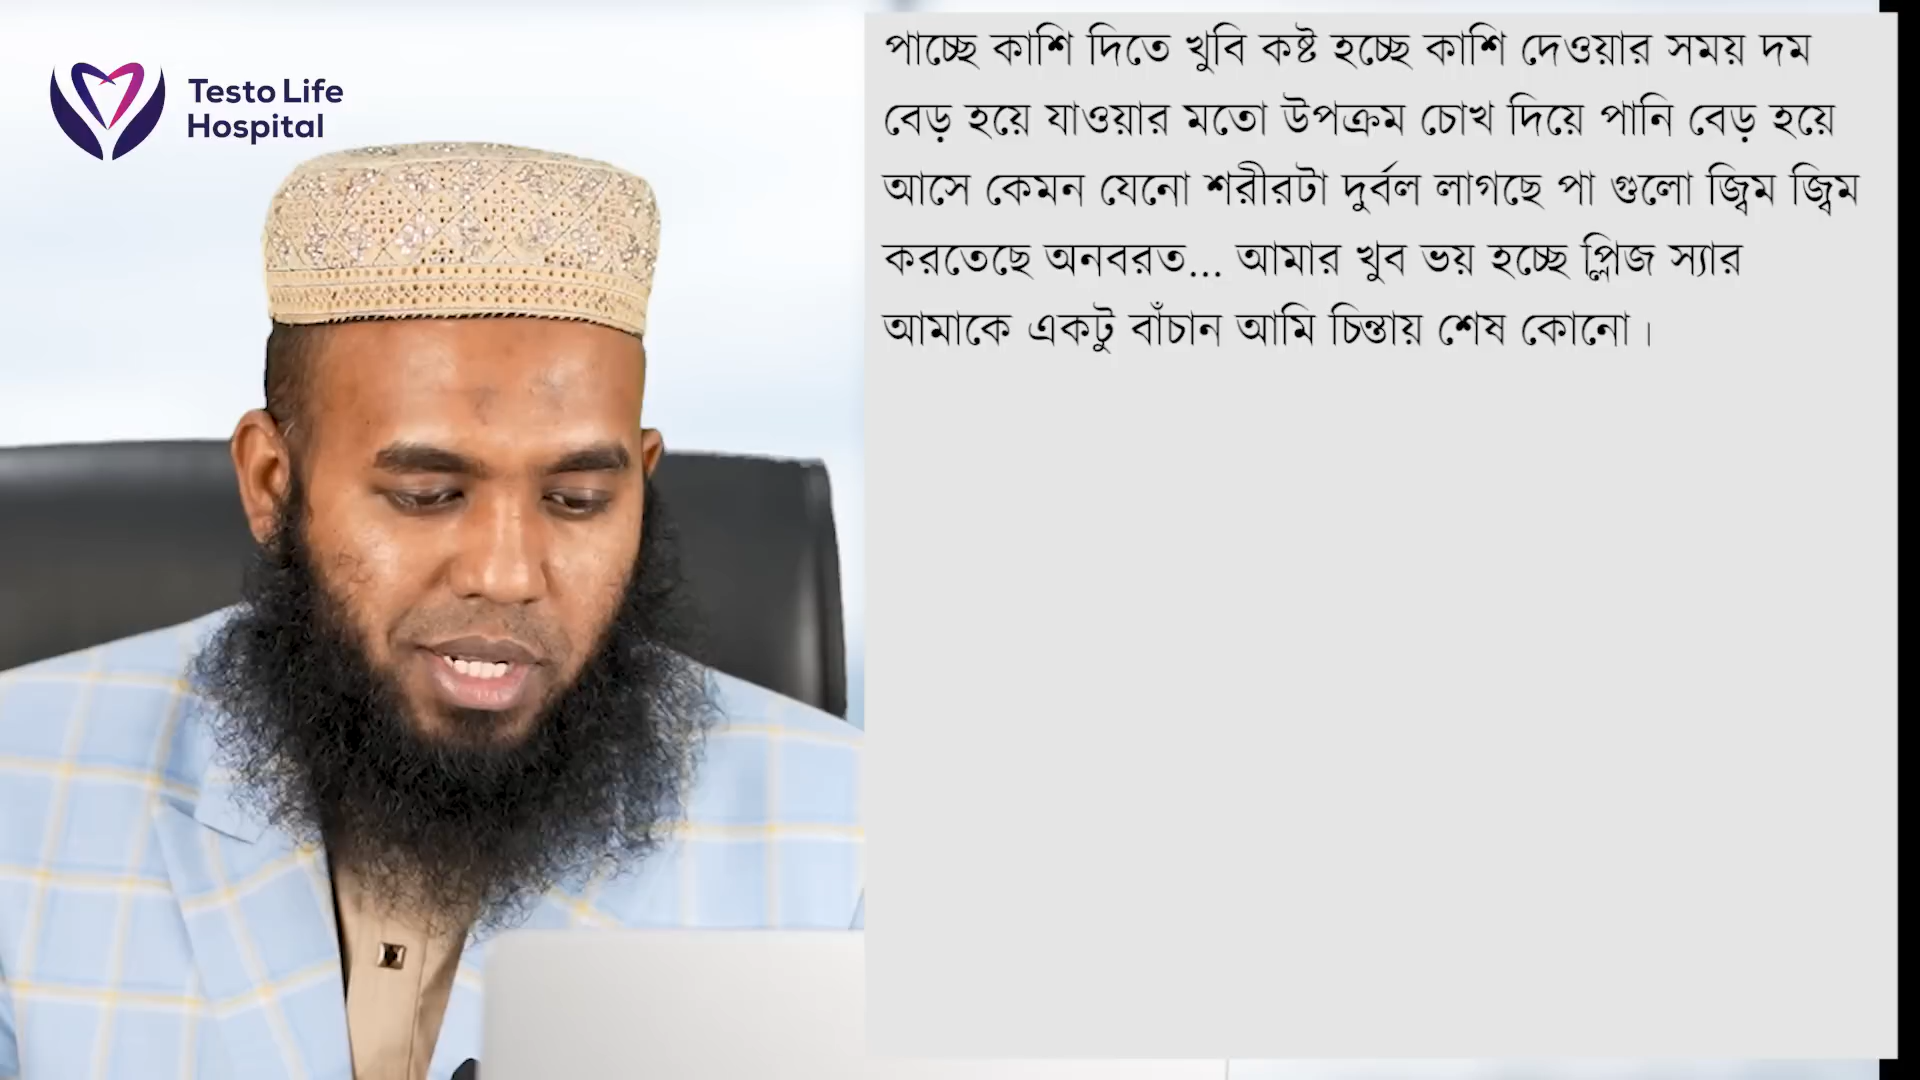 Testo Life
Hospital
পাচ্ছে কাশি দিতে খুবি কষ্ট হচ্ছে কাশি দেওয়ার সময় দম
বেড় হয়ে যাওয়ার মতো উপক্রম চোখ দিয়ে পানি বেড় হয়ে
আসে কেমন যেনো শরীরটা দুর্বল লাগছে পা গুলো জ্বিম জ্বিম
করতেছে অনবরত... আমার খুব ভয় হচ্ছে প্লিজ স্যার
আমাকে একটু বাঁচান আমি চিন্তায় শেষ কোনো।